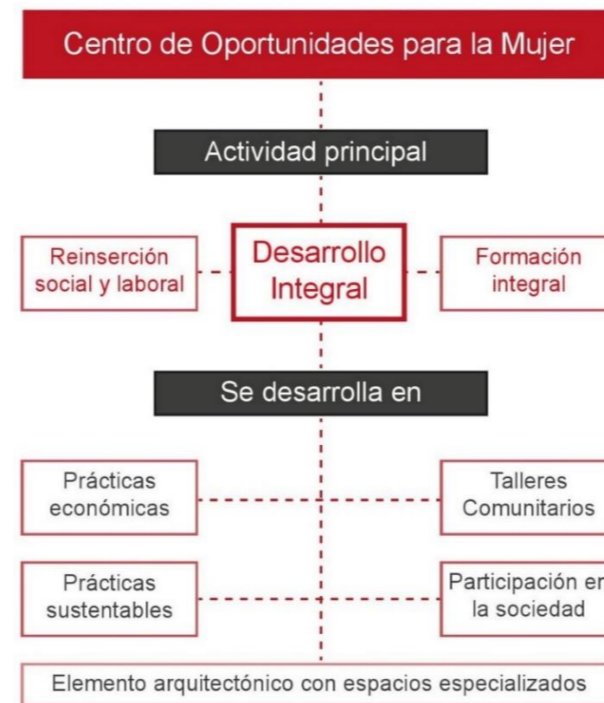 Centro de Oportunidades para la Mujer
Actividad principal
Reinserción
social y laboral
Desarrollo
Integral
Formación
integral
Se desarrolla en
Prácticas
económicas
Talleres
Comunitarios
Prácticas
sustentables
Participación en
la sociedad
Elemento arquitectónico con espacios especializados